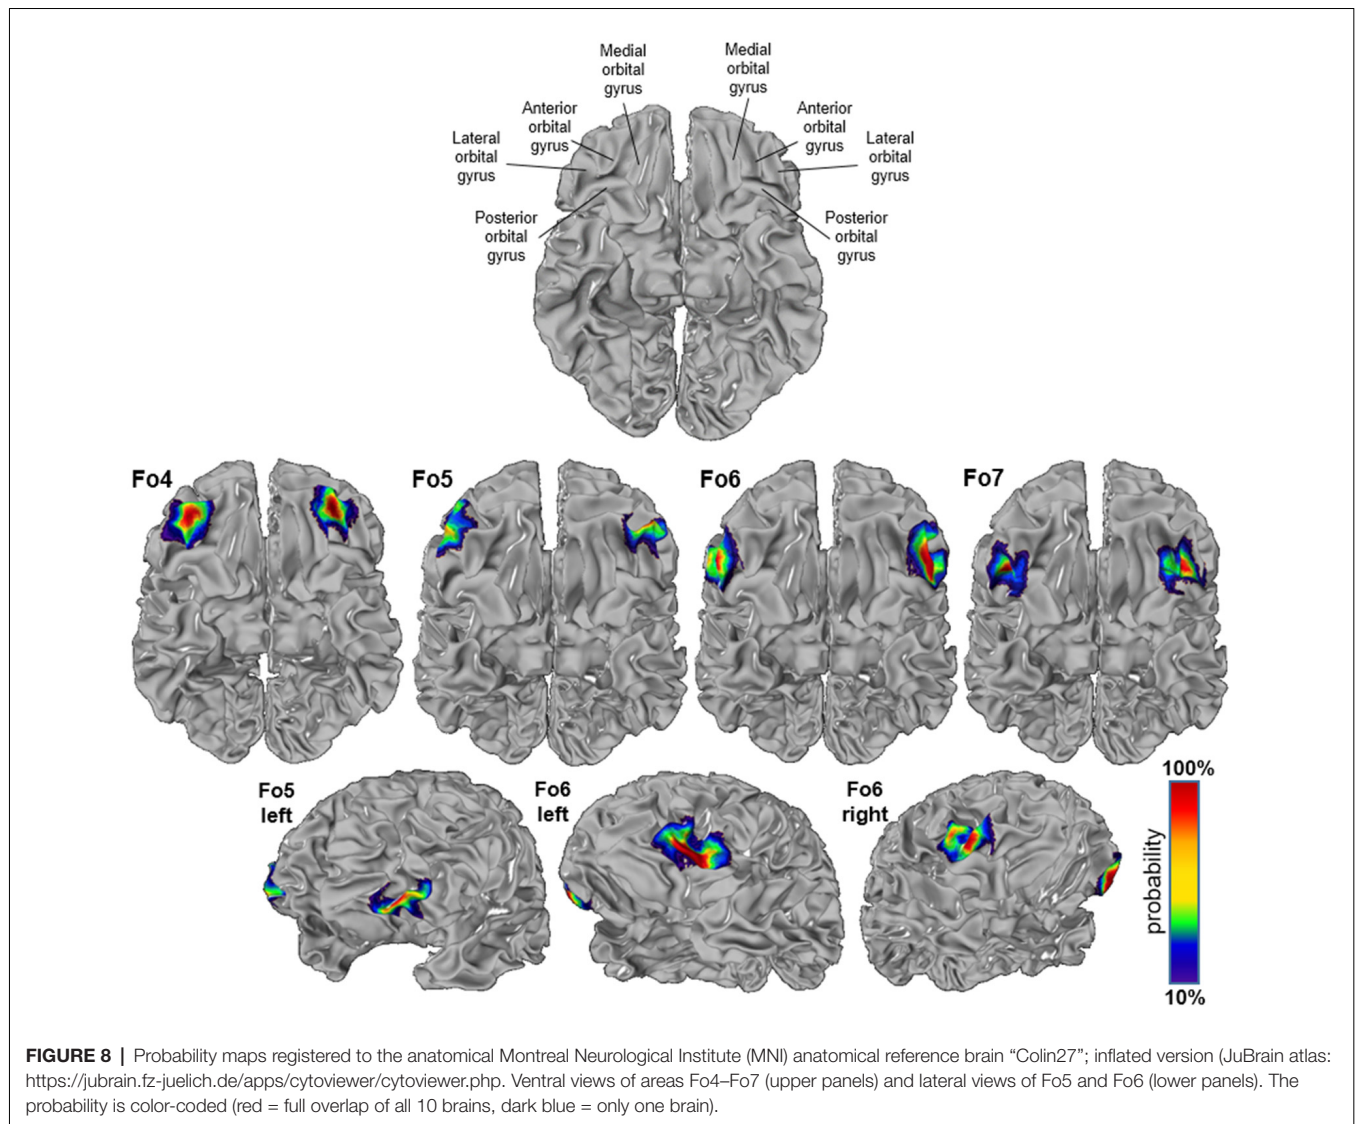 Medial
orbital
gyrus
Medial
orbital
gyrus
Anterior
orbital
gyrus
Anterior
orbital
gyrus
Lateral
orbital
gyrus
Lateral
orbital
gyrus
Posterior
orbital
gyrus
Posterior
orbital
gyrus
Fo4
Fo5
Fo6
Fo7
Fo5
left
Fo6
left
Fo6
right
100%
probability
10%
FIGURE 8 | Probability maps registered to the anatomical Montreal Neurological Institute (MNI) anatomical reference brain “Colin27”; inflated version (JuBrain atlas:
https://jubrain.fz-juelich.de/apps/cytoviewer/cytoviewer.php. Ventral views of areas Fo4–Fo7 (upper panels) and lateral views of Fo5 and Fo6 (lower panels). The
probability is color-coded (red = full overlap of all 10 brains, dark blue = only one brain).